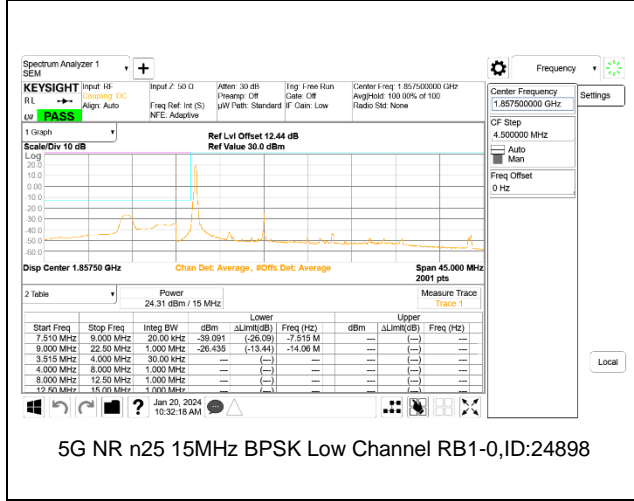 Spectrum Analyzer 1
SEM
+
Frequency
KEYSIGHT Input: RF Input Z: 50 Ω Atten: 30 dB Trig: Free Run Center Freq: 1.857500000 GHz
RL Coupling: DC Preamp: Off Gate: Off Avg|Hold: 100.00% of 100
Align: Auto Freq Ref: Int (S) µW Path: Standard IF Gain: Low Radio Std: None
NFE: Adaptive
PASS
Center Frequency
1.857500000 GHz
Settings
CF Step
4.500000 MHz
Auto
Man
Freq Offset
0 Hz
1 Graph
Ref Lvl Offset 12.44 dB
Scale/Div 10 dB Ref Value 30.0 dBm
Log
20.0
10.0
0.00
-10.0
-20.0
-30.0
-40.0
-50.0
-60.0
Disp Center 1.85750 GHz Chan Det: Average , #Offs Det: Average Span 45.000 MHz
2001 pts
2 Table Power Measure Trace
24.31 dBm / 15 MHz Trace 1
Lower Upper
Start Freq Stop Freq Integ BW dBm ΔLimit(dB) Freq (Hz) dBm ΔLimit(dB) Freq (Hz)
7.510 MHz 9.000 MHz 20.00 kHz -39.091 (-26.09) -7.515 M --- (---) ---
9.000 MHz 22.50 MHz 1.000 MHz -26.435 (-13.44) -14.06 M --- (---) ---
3.515 MHz 4.000 MHz 30.00 kHz --- (---) --- --- (---) ---
4.000 MHz 8.000 MHz 1.000 MHz --- (---) --- --- (---) ---
8.000 MHz 12.50 MHz 1.000 MHz --- (---) --- --- (---) ---
12.50 MHz 15.00 MHz 1.000 MHz --- (---) --- --- (---) ---
Local
? Jan 20, 2024
10:32:18 AM
5G NR n25 15MHz BPSK Low Channel RB1-0,ID:24898